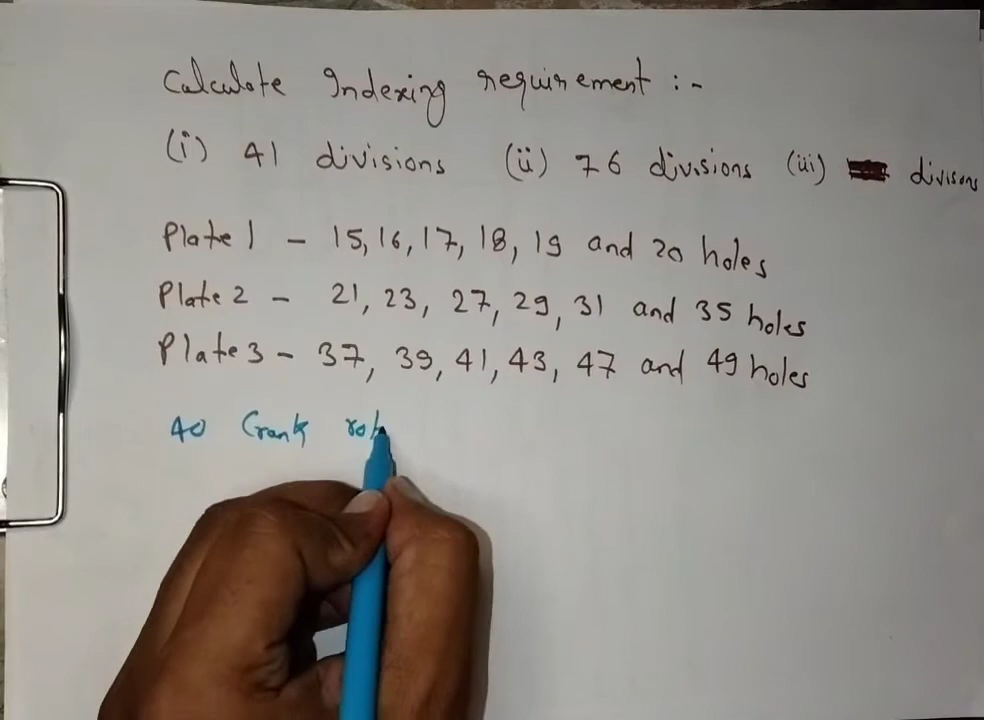 Calculate Indexing requirement :-
(i) 41 divisions (ii) 76 divisions (iii) divisons
Plate 1 - 15, 16, 17, 18, 19 and 20 holes
Plate 2 - 21, 23, 27, 29, 31 and 35 holes
Plate 3 - 37, 39, 41, 43, 47 and 49 holes
40 Crank rot